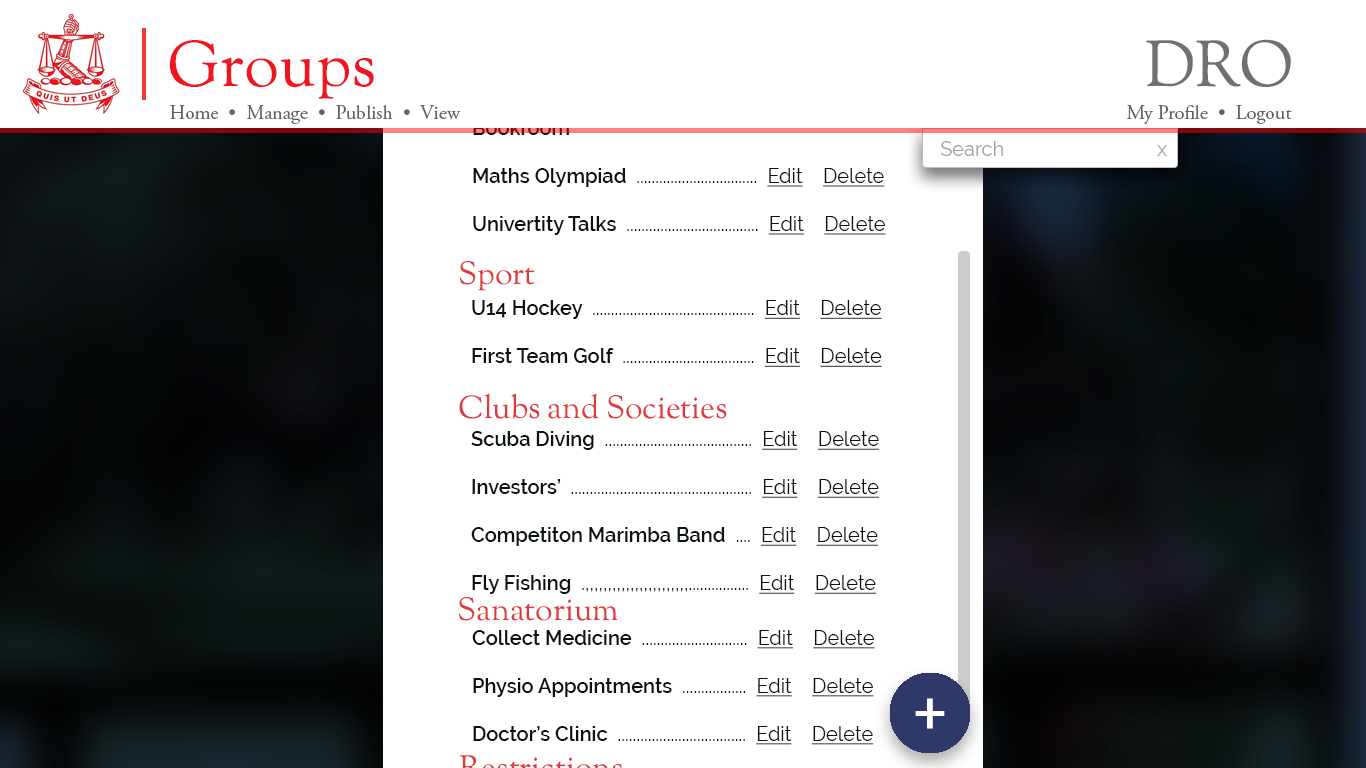 QUIS UT DEUS
Groups
DRO
Home • Manage • Publish • View
My Profile • Logout
Bookroom
Search x
Maths Olympiad ................................ Edit Delete
Univertity Talks ................................... Edit Delete
Sport
U14 Hockey ........................................... Edit Delete
First Team Golf ................................... Edit Delete
Clubs and Societies
Scuba Diving ....................................... Edit Delete
Investors’ ................................................ Edit Delete
Competiton Marimba Band .... Edit Delete
Fly Fishing .,,,,,,,,,,,,,,,,,,,,,,,,,,................ Edit Delete
Sanatorium
Collect Medicine ............................ Edit Delete
Physio Appointments ................. Edit Delete
+
Doctor’s Clinic .................................. Edit Delete
Restrictions